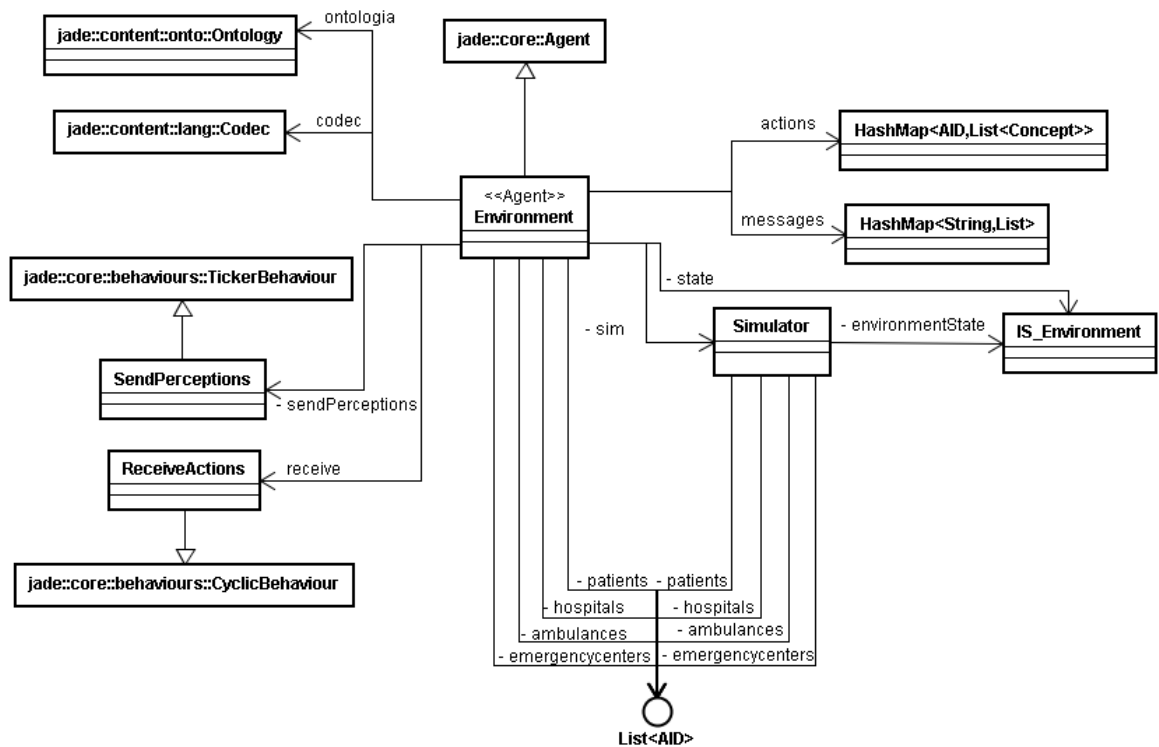 ontologia
jade::content::onto::Ontology
jade::core::Agent
codec
jade::content::lang::Codec
actions
HashMap<AID,List<Concept>>
<<Agent>>
Environment
messages
HashMap<String,List>
jade::core::behaviours::TickerBehaviour
- state
- sim
Simulator
- environmentState
IS_Environment
SendPerceptions
- sendPerceptions
ReceiveActions
receive
jade::core::behaviours::CyclicBehaviour
- patients - patients
- hospitals - hospitals
- ambulances - ambulances
- emergencycenters - emergencycenters
List<AID>